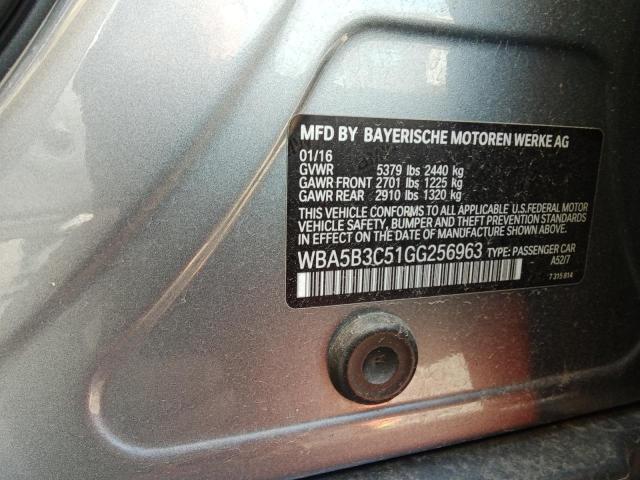 MFD BY BAYERISCHE MOTOREN WERKE AG
01/16
GVWR 5379 lbs 2440 kg
GAWR FRONT 2701 lbs 1225 kg
GAWR REAR 2910 lbs 1320 kg
THIS VEHICLE CONFORMS TO ALL APPLICABLE U.S.FEDERAL MOTOR
VEHICLE SAFETY, BUMPER, AND THEFT PREVENTION STANDARDS
IN EFFECT ON THE DATE OF MANUFACTURE SHOWN ABOVE.
WBA5B3C51GG256963 TYPE: PASSENGER CAR
A52/7
7 315 814